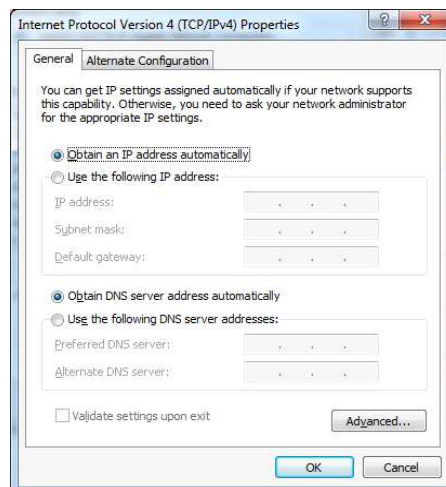 Internet Protocol Version 4 (TCP/IPv4) Properties
General
Alternate Configuration
You can get IP settings assigned automatically if your network supports
this capability. Otherwise, you need to ask your network administrator
for the appropriate IP settings.
Obtain an IP address automatically
Use the following IP address:
IP address:
Subnet mask:
Default gateway:
Obtain DNS server address automatically
Use the following DNS server addresses:
Preferred DNS server:
Alternate DNS server:
Validate settings upon exit
Advanced...
OK
Cancel